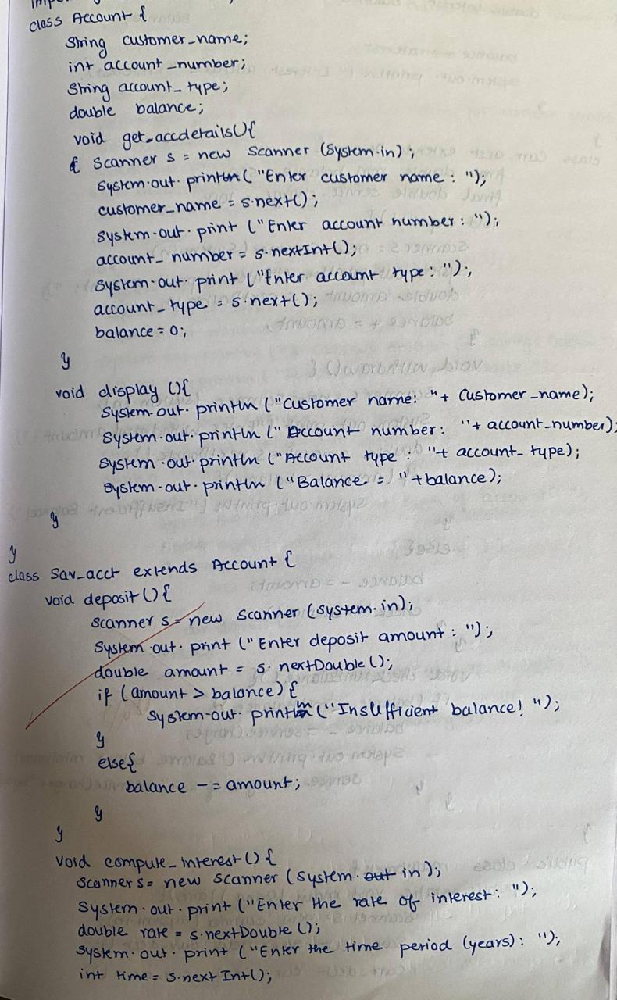 class Account {
String customer_name;
int account_number;
String account_type;
double balance;
void get_accdetails(){
{ Scanner s = new Scanner (System.in);
System.out.println("Enter customer name : ");
customer_name = s.next();
System.out.print ("Enter account number : ");
account_number = s.nextInt();
System.out.print ("Enter account type : ");
account_type = s.next();
balance = 0;
}
void display (){
System.out.println ("Customer name: "+ Customer_name);
System.out.println (" Account number: "+ account_number);
System.out.println ("Account type : "+ account_type);
System.out.println ("Balance = "+balance);
}
}
class Sav_acct extends Account {
void deposit(){
Scanner s = new Scanner (System.in);
System.out.print ("Enter deposit amount : ");
double amount = s.nextDouble();
if (amount > balance) {
System.out.println ("Insufficient balance! ");
}
else{
balance -= amount;
}
}
void compute_interest() {
Scanner s = new Scanner (System.out in);
System.out.print ("Enter the rate of interest: ");
double rate = s.nextDouble();
System.out.print ("Enter the time period (years) : ");
int time = s.nextInt();